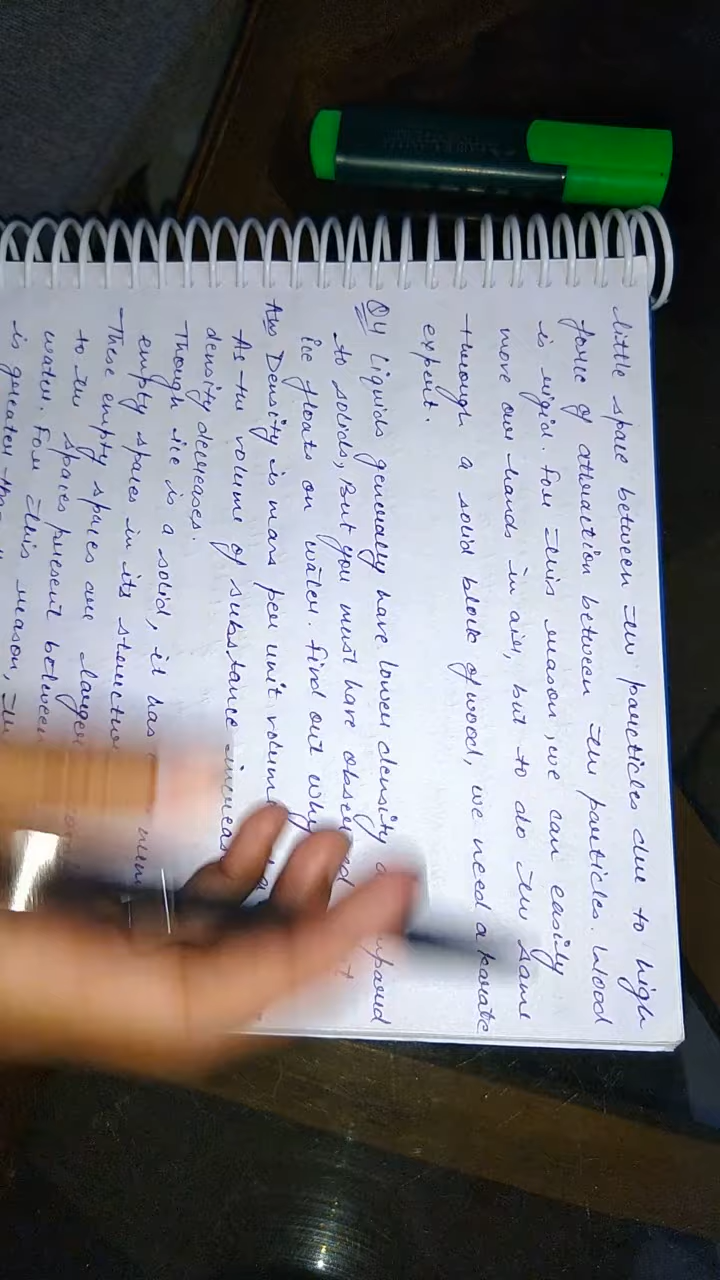 little space between the particles due to high
force of attraction between the particles. Wood
is rigid. For this reason, we can easily
move our hands in air, but to do the same
through a solid block of wood, we need a karate
expert.
Q4 Liquids generally have lower density
to solids, But you must have
ice floats on water. Find out why
Ans Density is mass per unit volume
As the volume of substance increas
density decreases.
Though ice is a solid, it has
empty spaces in its structure
These empty spaces are larger
to the spaces present between
water. For this reason, the
is greater